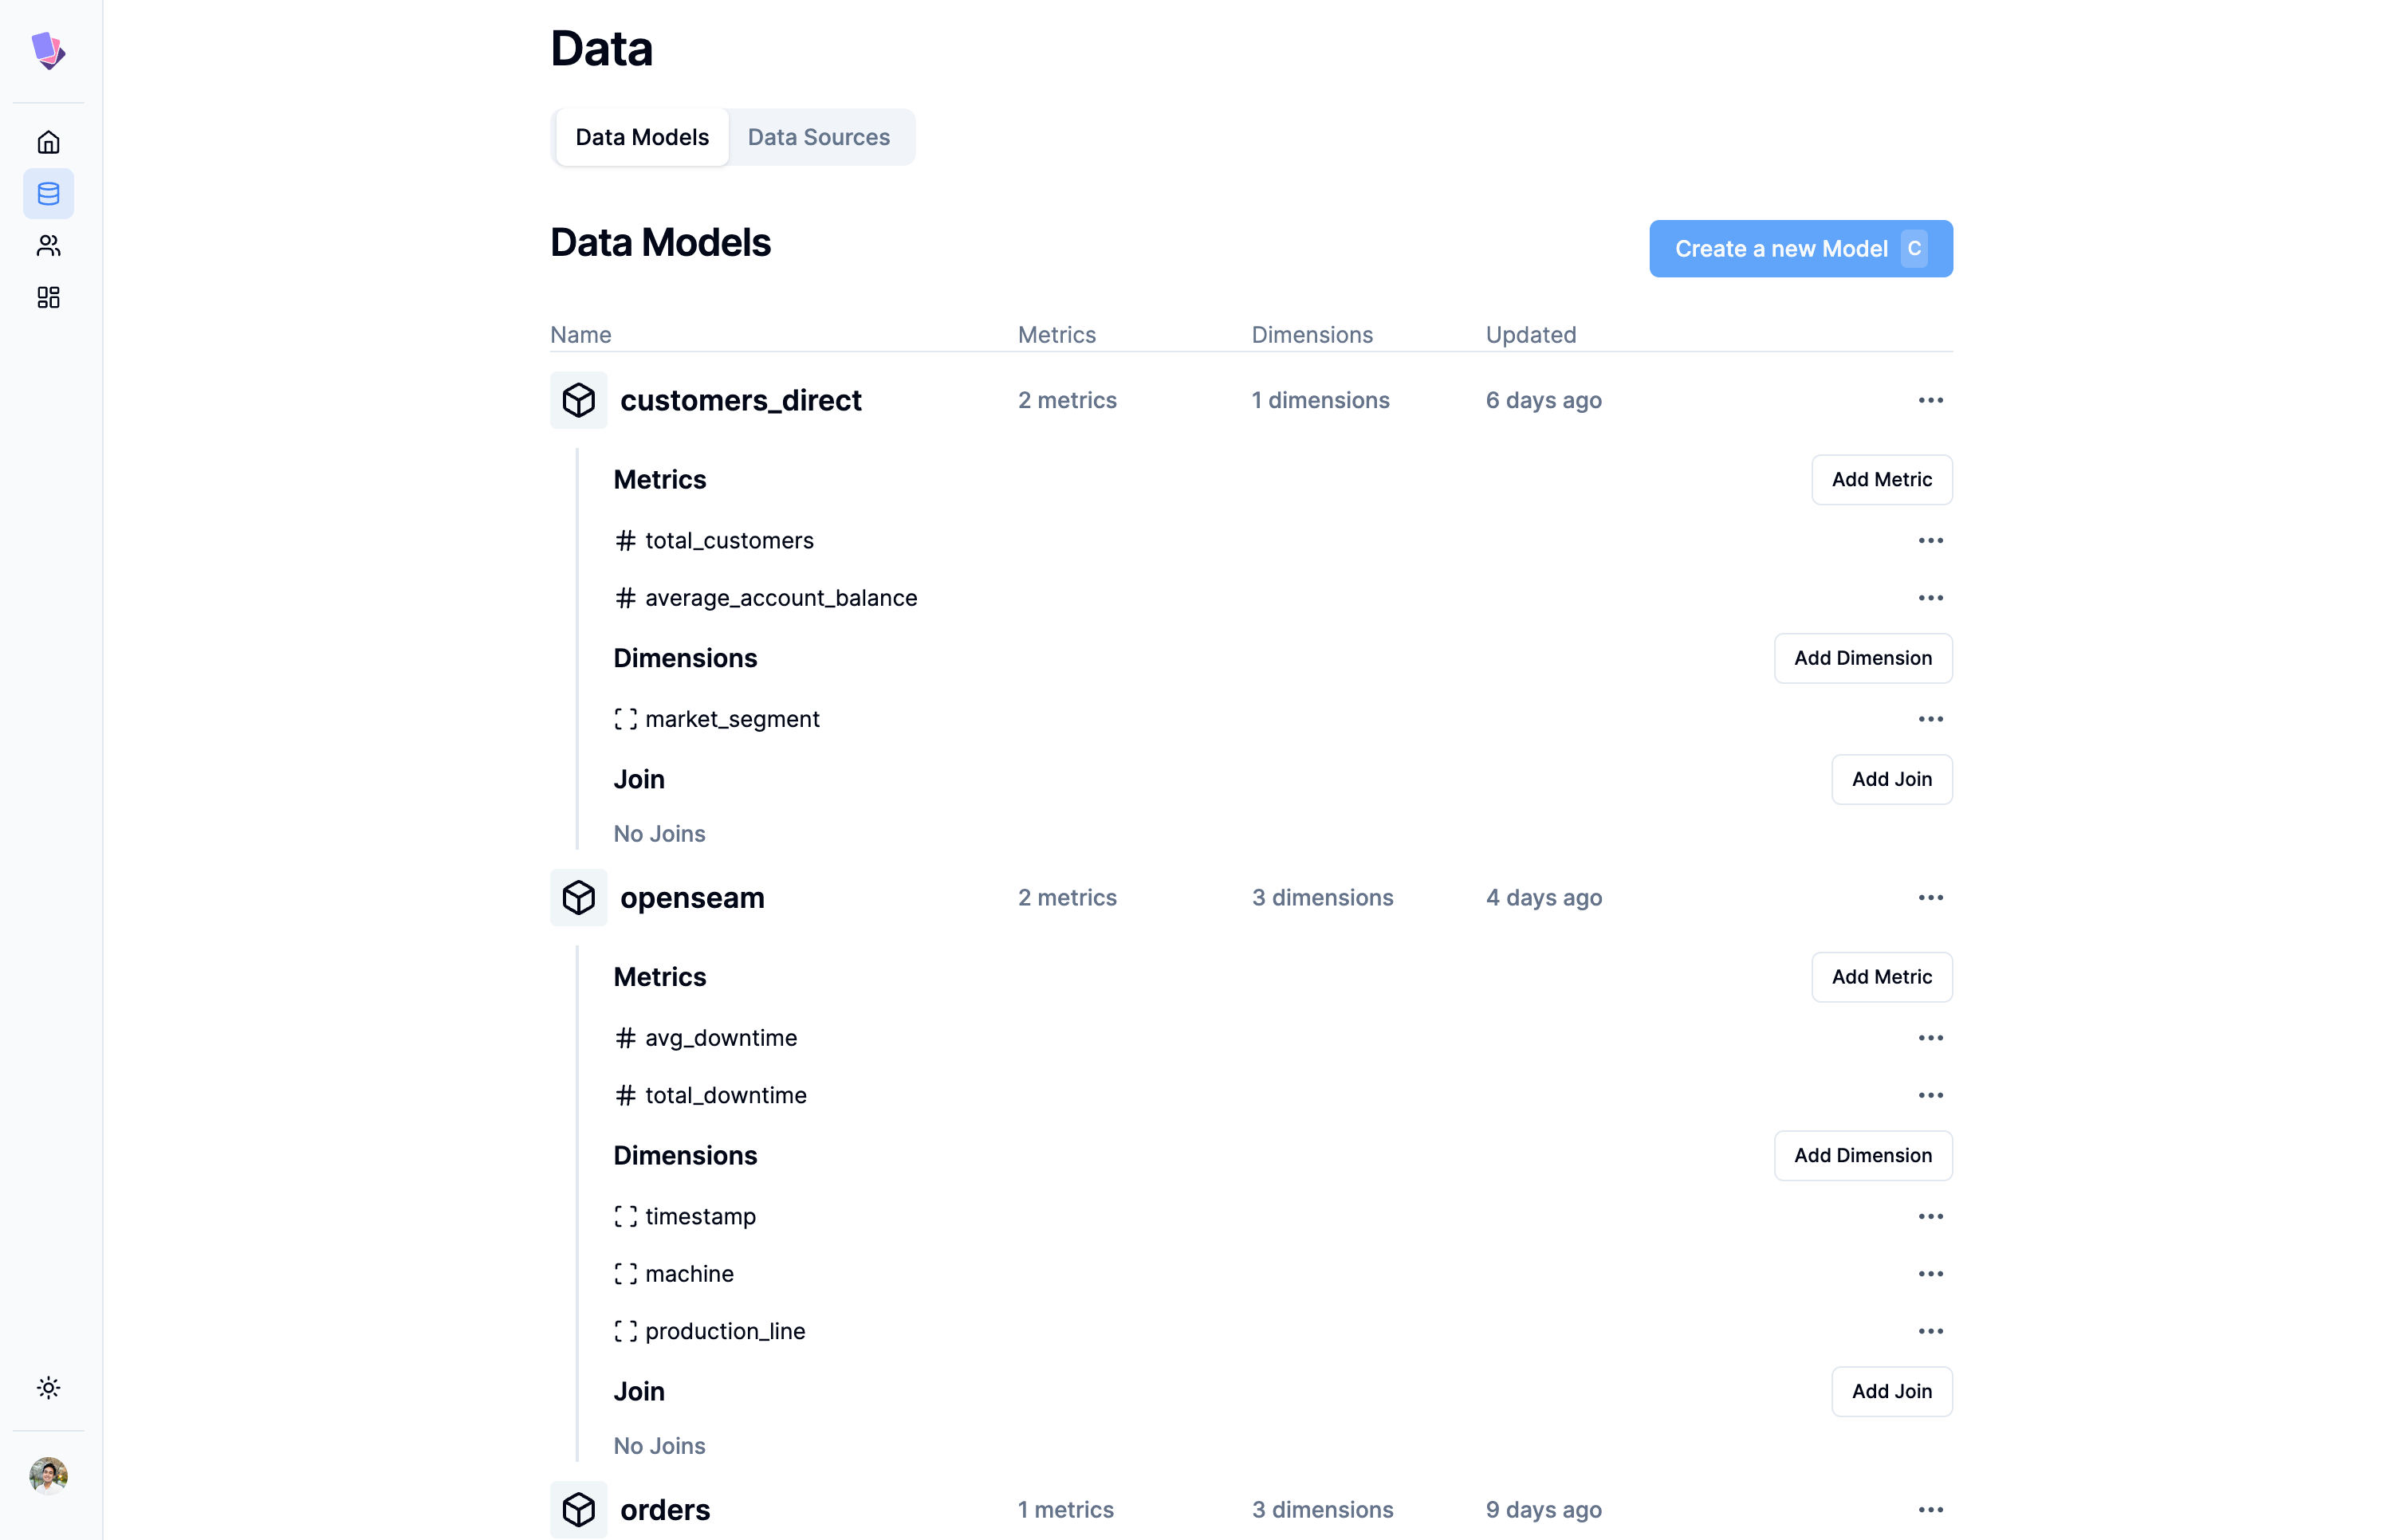 Data
Data Models Data Sources
Data Models
Create a new Model C
Name Metrics Dimensions Updated
customers_direct 2 metrics 1 dimensions 6 days ago
Metrics Add Metric
total_customers
average_account_balance
Dimensions Add Dimension
market_segment
Join Add Join
No Joins
openseam 2 metrics 3 dimensions 4 days ago
Metrics Add Metric
avg_downtime
total_downtime
Dimensions Add Dimension
timestamp
machine
production_line
Join Add Join
No Joins
orders 1 metrics 3 dimensions 9 days ago